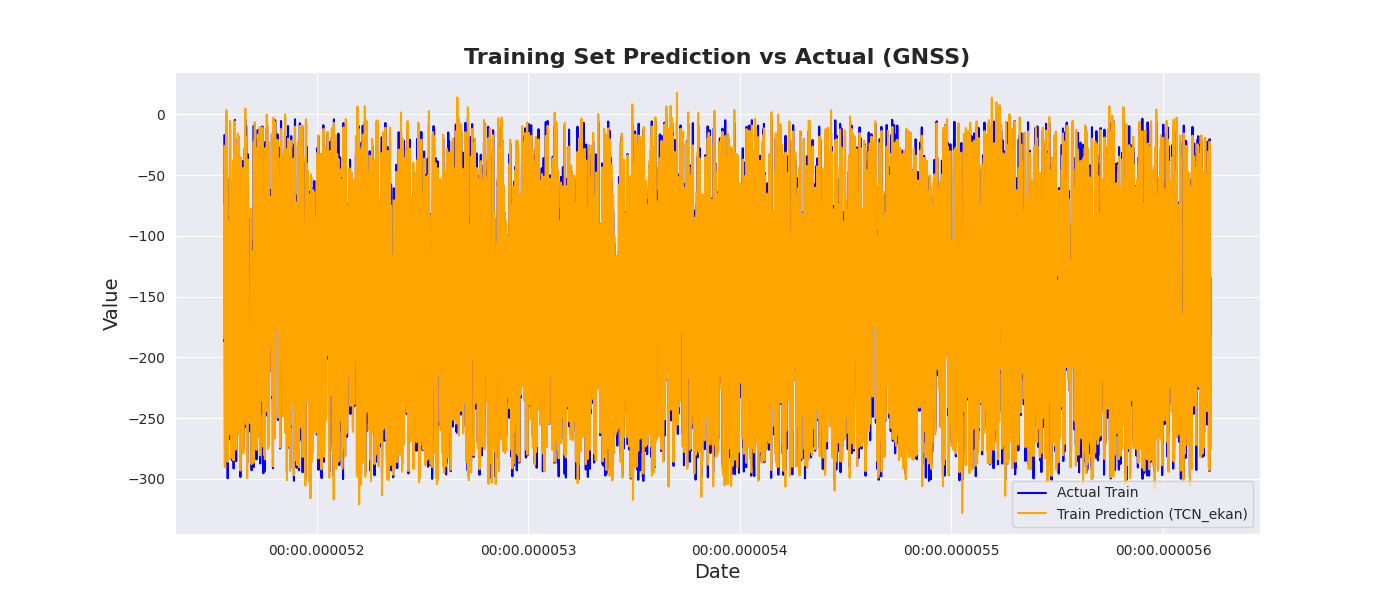 Training Set Prediction vs Actual (GNSS)
Value
0
−50
−100
−150
−200
−250
−300
Actual Train
Train Prediction (TCN_ekan)
00:00.000052
00:00.000053
00:00.000054
00:00.000055
00:00.000056
Date